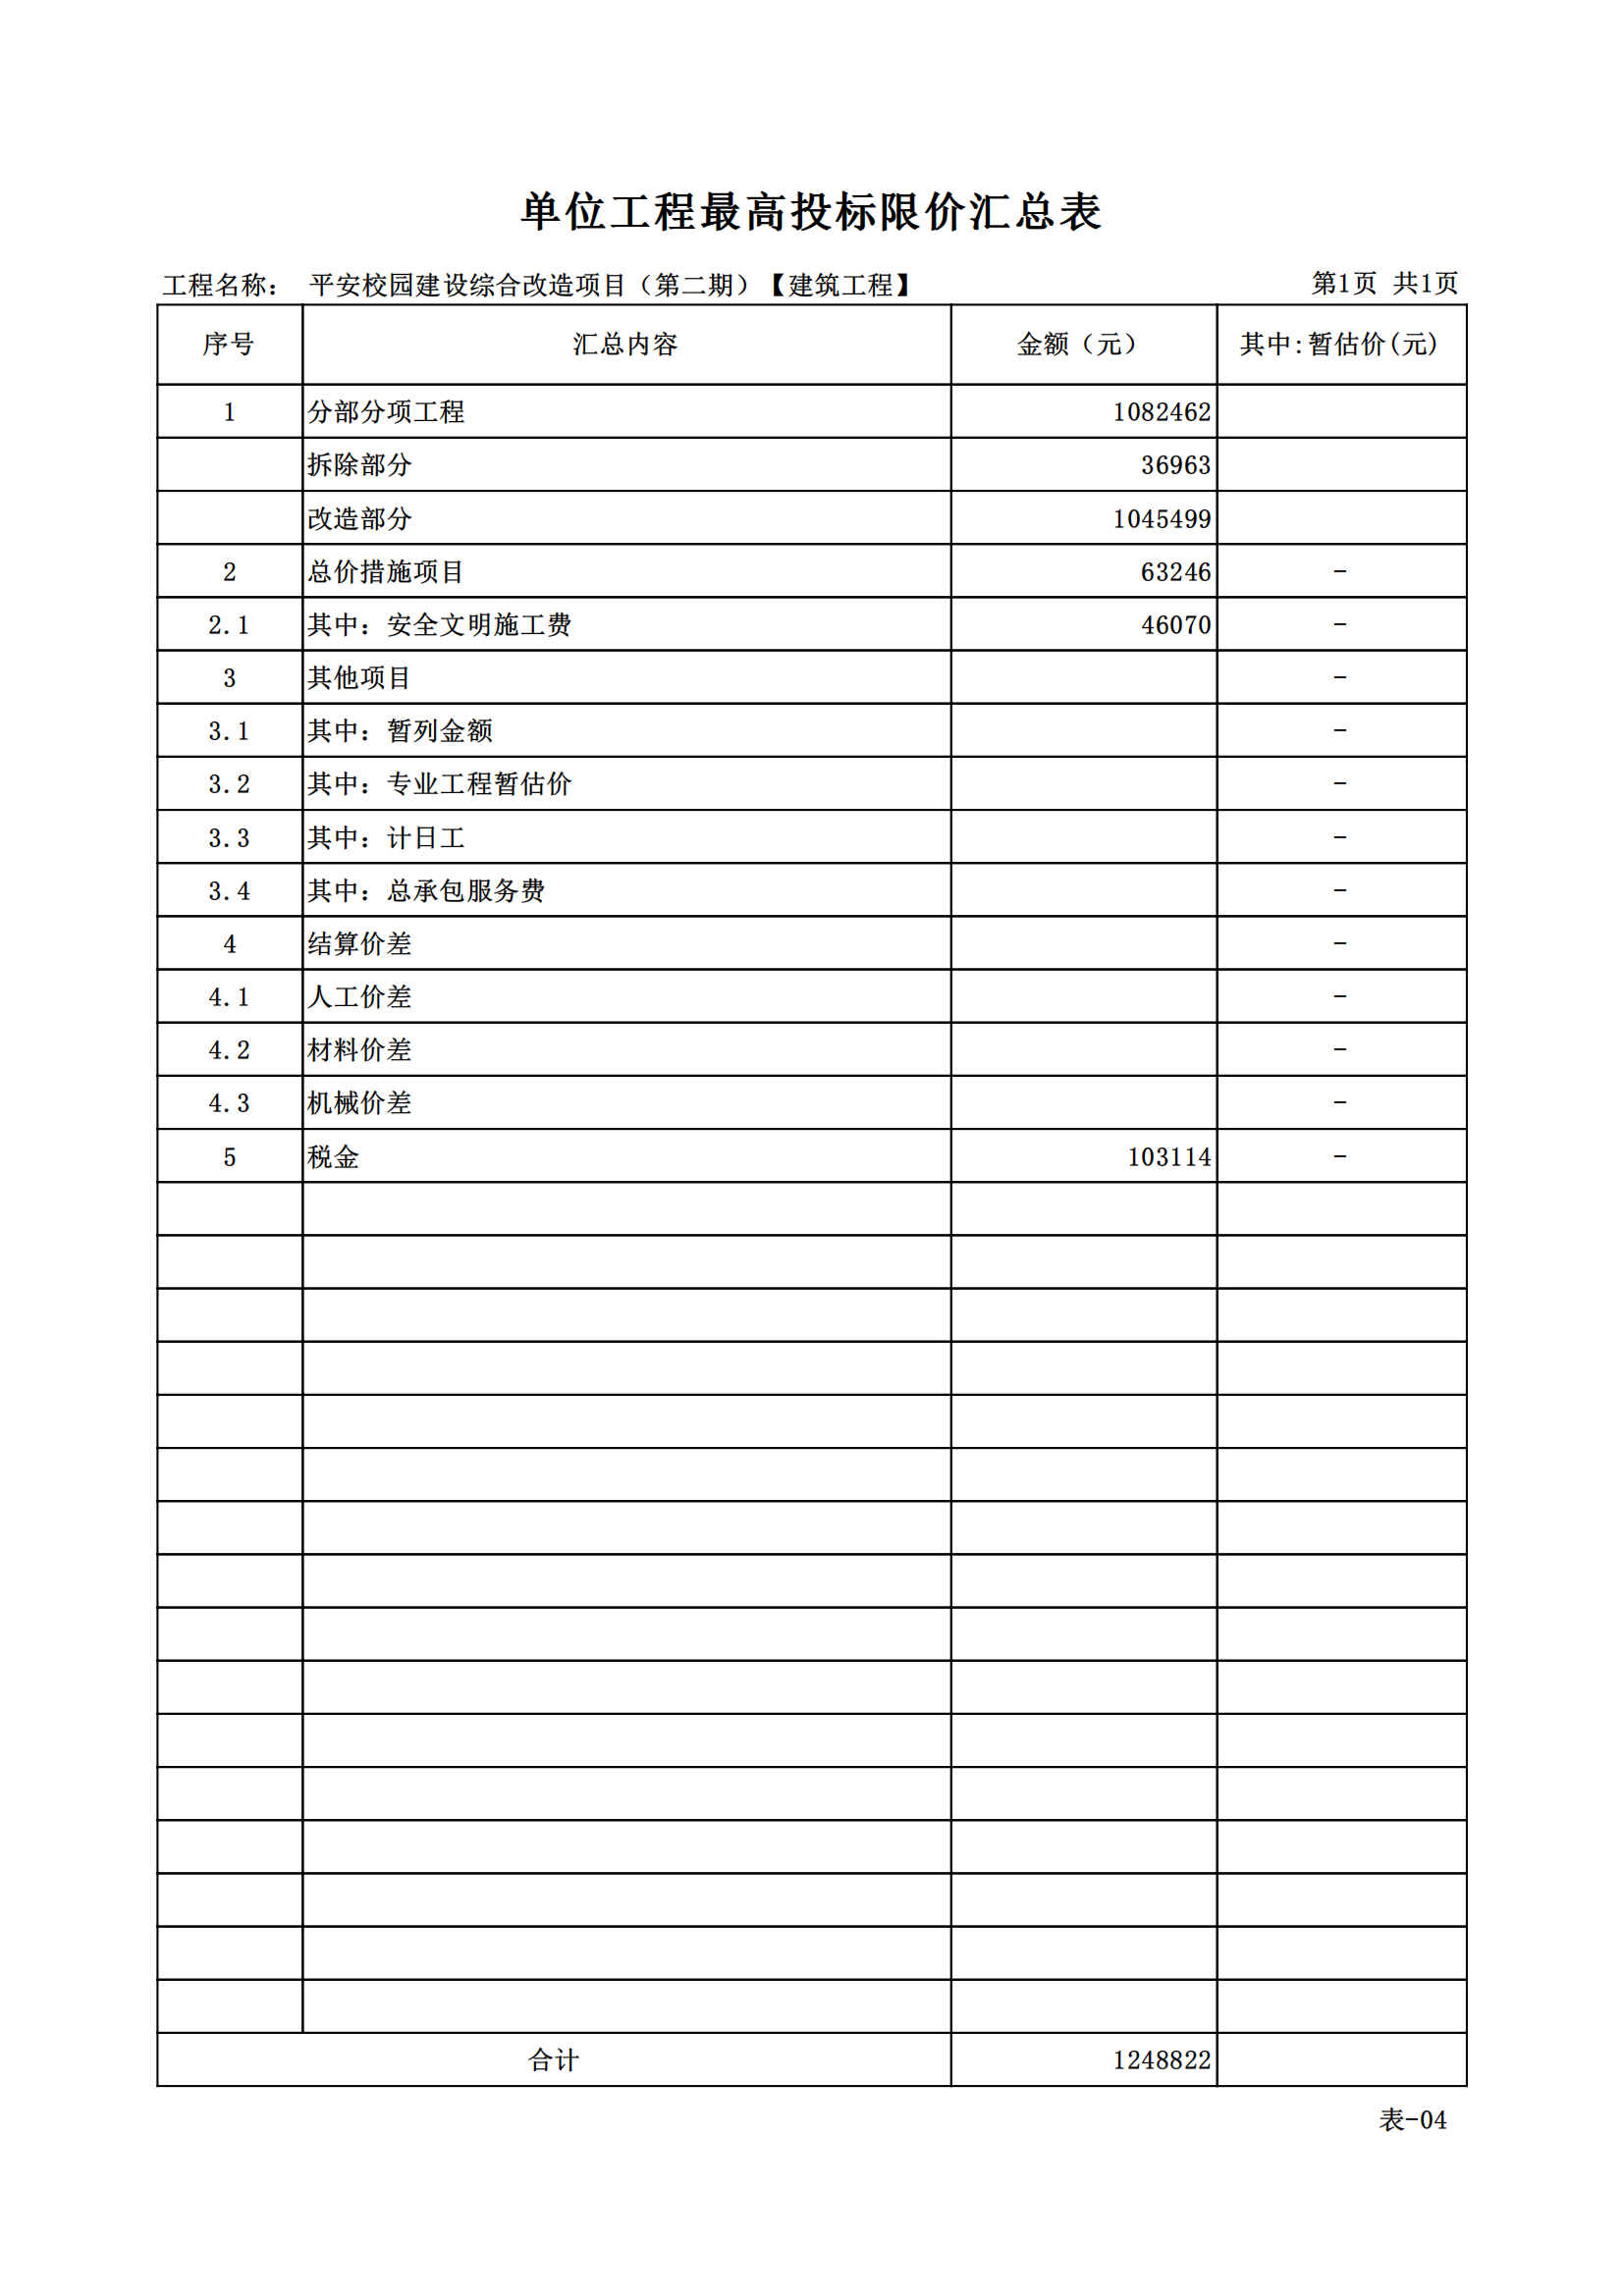 单位工程最高投标限价汇总表
工程名称： 平安校园建设综合改造项目（第二期）【建筑工程】 第1页 共1页
序号 汇总内容 金额（元） 其中:暂估价(元)
1 分部分项工程 1082462
拆除部分 36963
改造部分 1045499
2 总价措施项目 63246 -
2.1 其中：安全文明施工费 46070 -
3 其他项目 -
3.1 其中：暂列金额 -
3.2 其中：专业工程暂估价 -
3.3 其中：计日工 -
3.4 其中：总承包服务费 -
4 结算价差 -
4.1 人工价差 -
4.2 材料价差 -
4.3 机械价差 -
5 税金 103114 -
合计 1248822
表-04